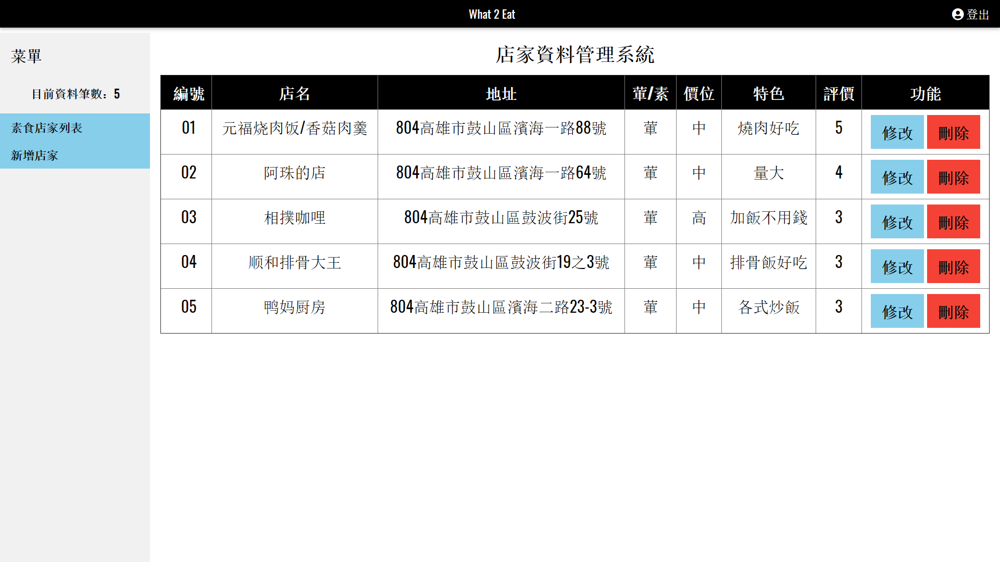 What 2 Eat
登出
菜單
目前資料筆數：5
素食店家列表
新增店家
店家資料管理系統
編號 店名 地址 葷/素 價位 特色 評價 功能
01 元福烧肉饭/香菇肉羹 804高雄市鼓山區濱海一路88號 葷 中 燒肉好吃 5 修改 刪除
02 阿珠的店 804高雄市鼓山區濱海一路64號 葷 中 量大 4 修改 刪除
03 相撲咖哩 804高雄市鼓山區鼓波街25號 葷 高 加飯不用錢 3 修改 刪除
04 顺和排骨大王 804高雄市鼓山區鼓波街19之3號 葷 中 排骨飯好吃 3 修改 刪除
05 鸭妈厨房 804高雄市鼓山區濱海二路23-3號 葷 中 各式炒飯 3 修改 刪除